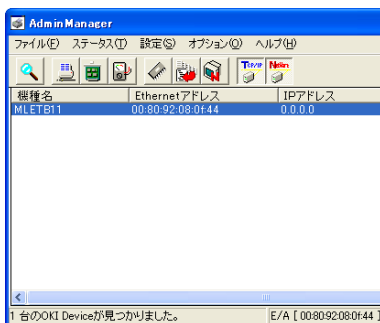 AdminManager
ファイル(F) ステータス(T) 設定(S) オプション(O) ヘルプ(H)
TCP/IP NetWare
機種名 Ethernetアドレス IPアドレス
MLETB11 00:80:92:08:0f:44 0.0.0.0
1 台のOKI Deviceが見つかりました。 E/A [ 00:80:92:08:0f:44 ]